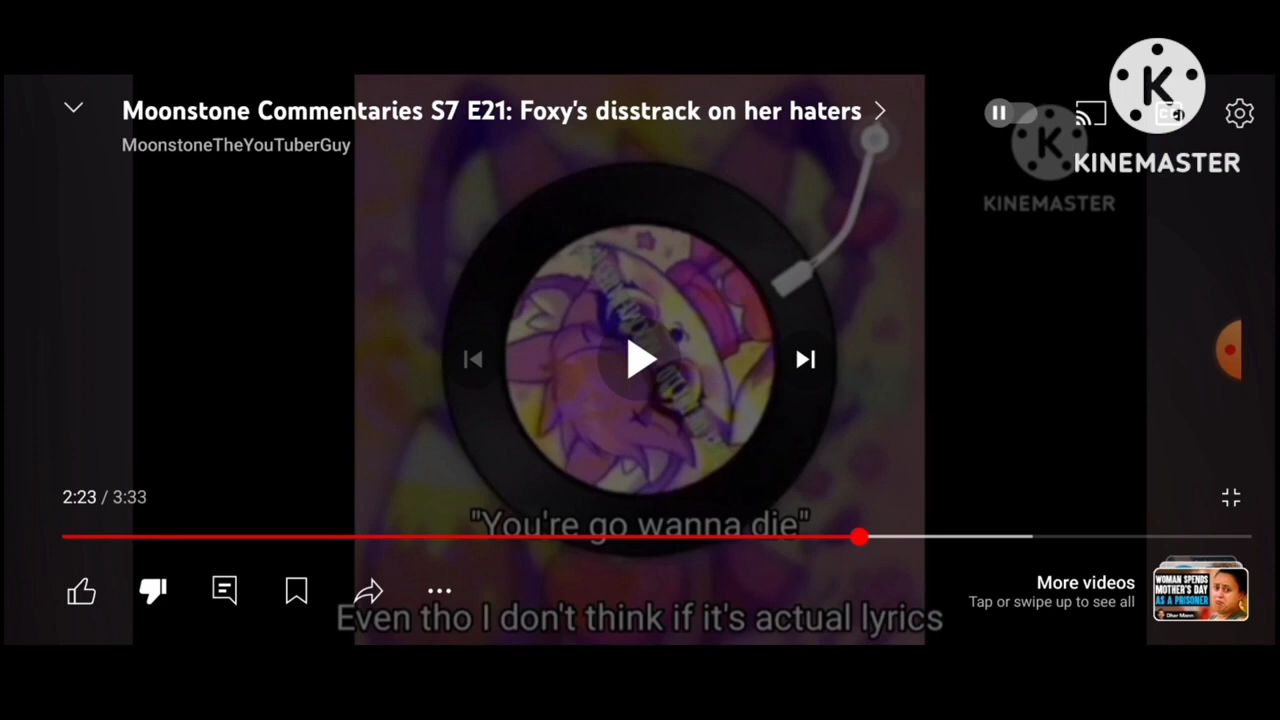 Moonstone Commentaries S7 E21: Foxy's disstrack on her haters
MoonstoneTheYouTuberGuy
K
KINEMASTER
K
KINEMASTER
2:23 / 3:33
"You're go wanna die"
Even tho I don't think if it's actual lyrics
More videos
Tap or swipe up to see all
WOMAN SPENDS
MOTHER'S DAY
AS A PRISONER
Dhar Mann